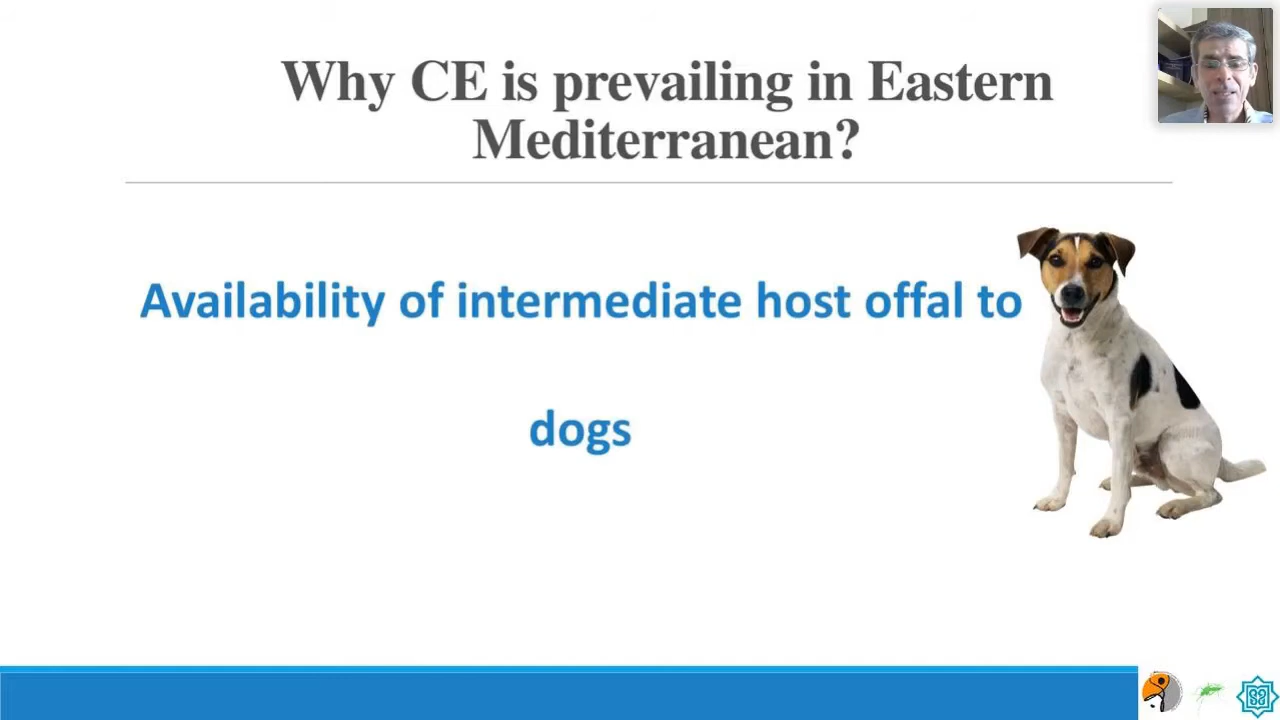 Why CE is prevailing in Eastern
Mediterranean?
Availability of intermediate host offal to
dogs